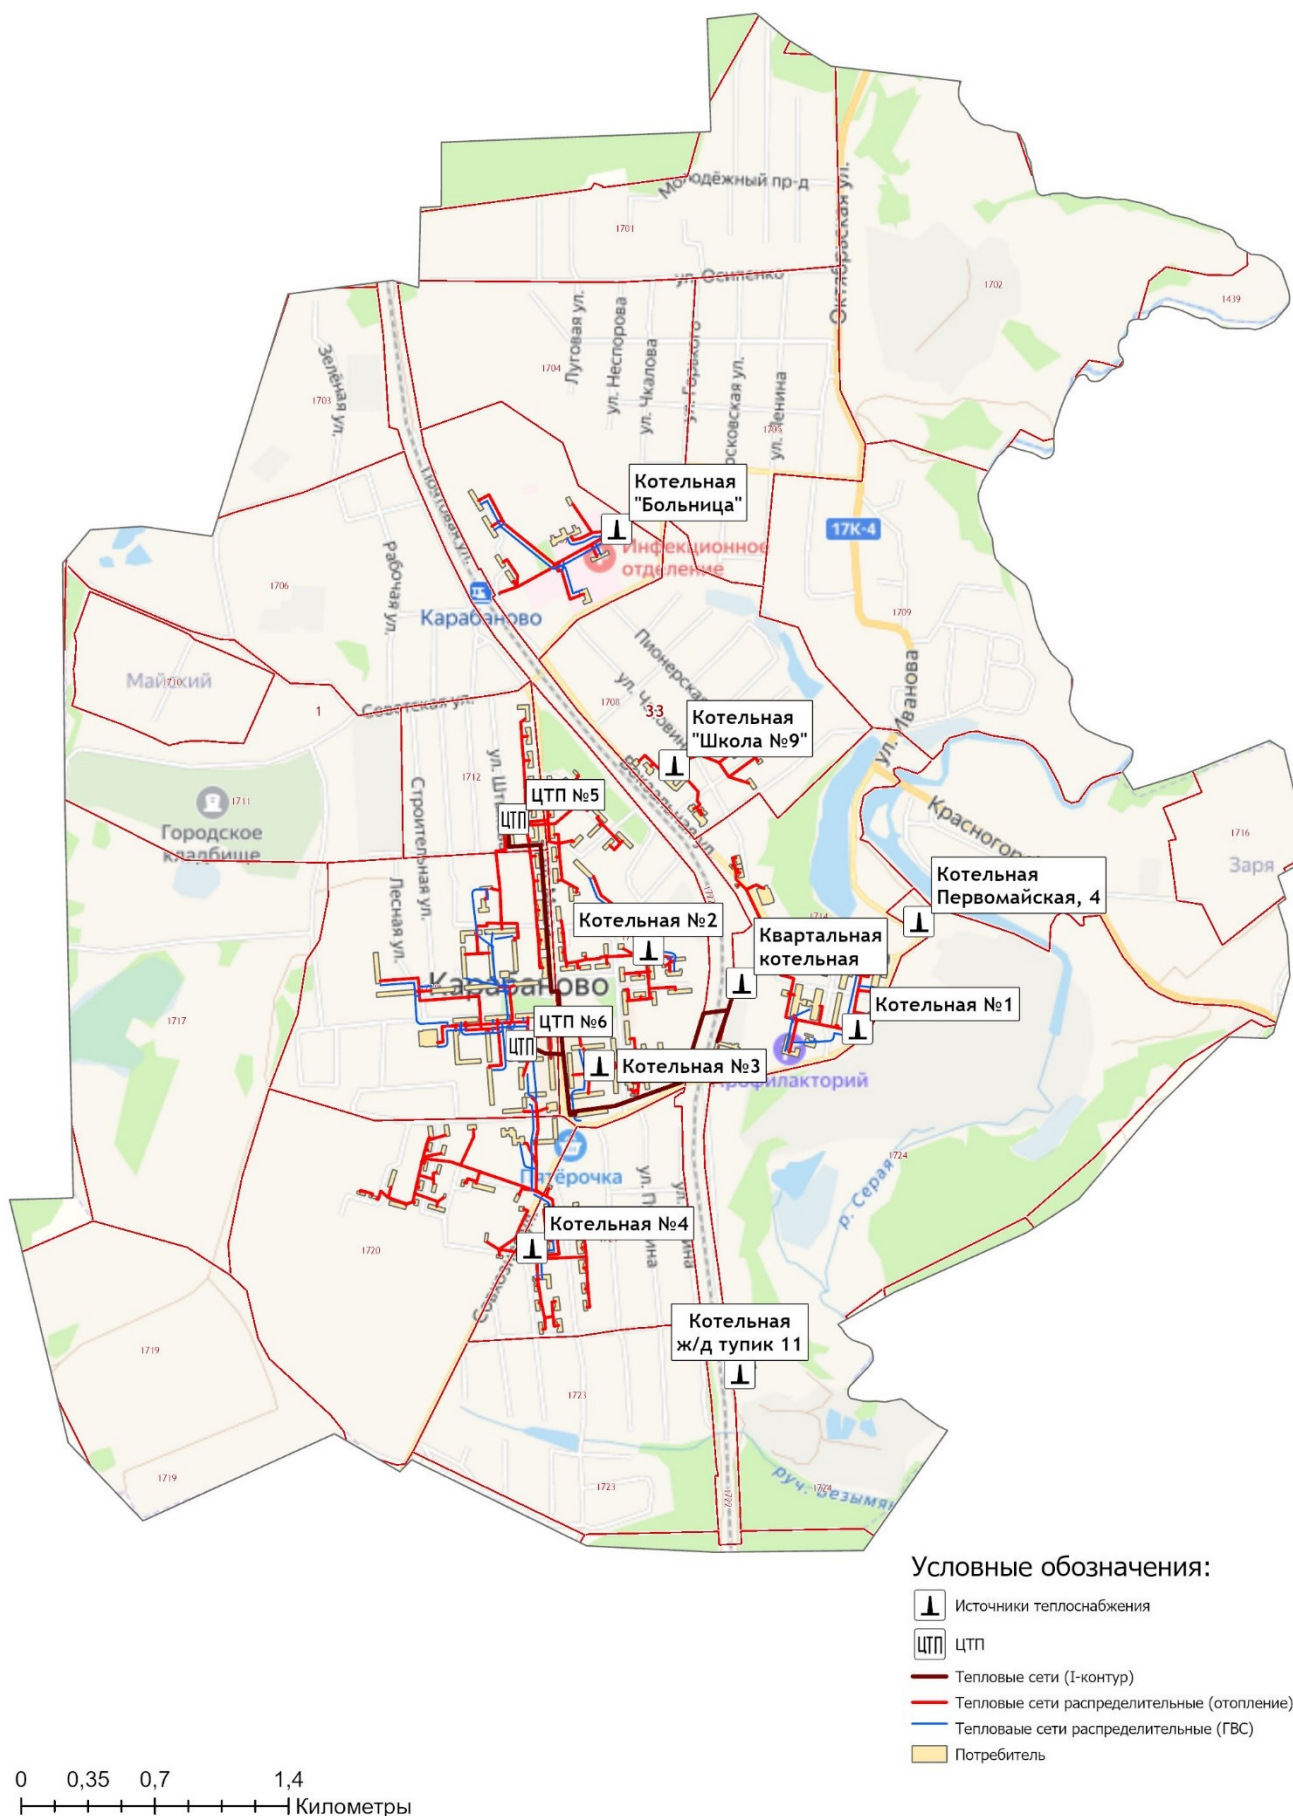 Молодёжный пр-д
1701
Октябрьская ул.
1702
1439
ул. Осипенко
Зелёная ул.
1703
1704
Луговая ул.
ул. Неспорова
ул. Чкалова
ул. Горького
ул. Ленина
Котельная
"Больница"
17К-4
Инфекционное
отделение
Рабочая ул.
1706
Карабаново
1709
Пионерская
1708
33
Котельная
"Школа №9"
ул. Иванова
1
Советская ул.
1712
Строительная ул.
1711
Городское
кладбище
ЦТП №5
ЦТП
Вокзальная ул.
1716
Заря
Котельная
Первомайская, 4
Лесная ул.
Котельная №2
1714
Квартальная
котельная
Карабаново
1717
ЦТП №6
ЦТП
Котельная №1
Котельная №3
Профилакторий
Пятёрочка
1724
р. Серая
Котельная №4
1720
Котельная
ж/д тупик 11
1719
1723
1719
1723
1724
Условные обозначения:
Источники теплоснабжения
ЦТП ЦТП
Тепловые сети (I-контур)
Тепловые сети распределительные (отопление)
Тепловаые сети распределительные (ГВС)
Потребитель
0 0,35 0,7 1,4
Километры